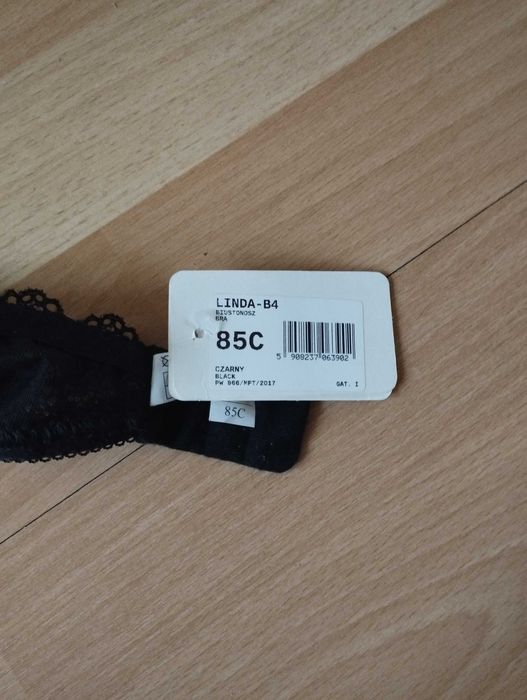 LINDA-B4
BIUSTONOSZ
BRA
85C
5 908237 063902
CZARNY
BLACK
PW 966/MPT/2017
GAT. I
85C